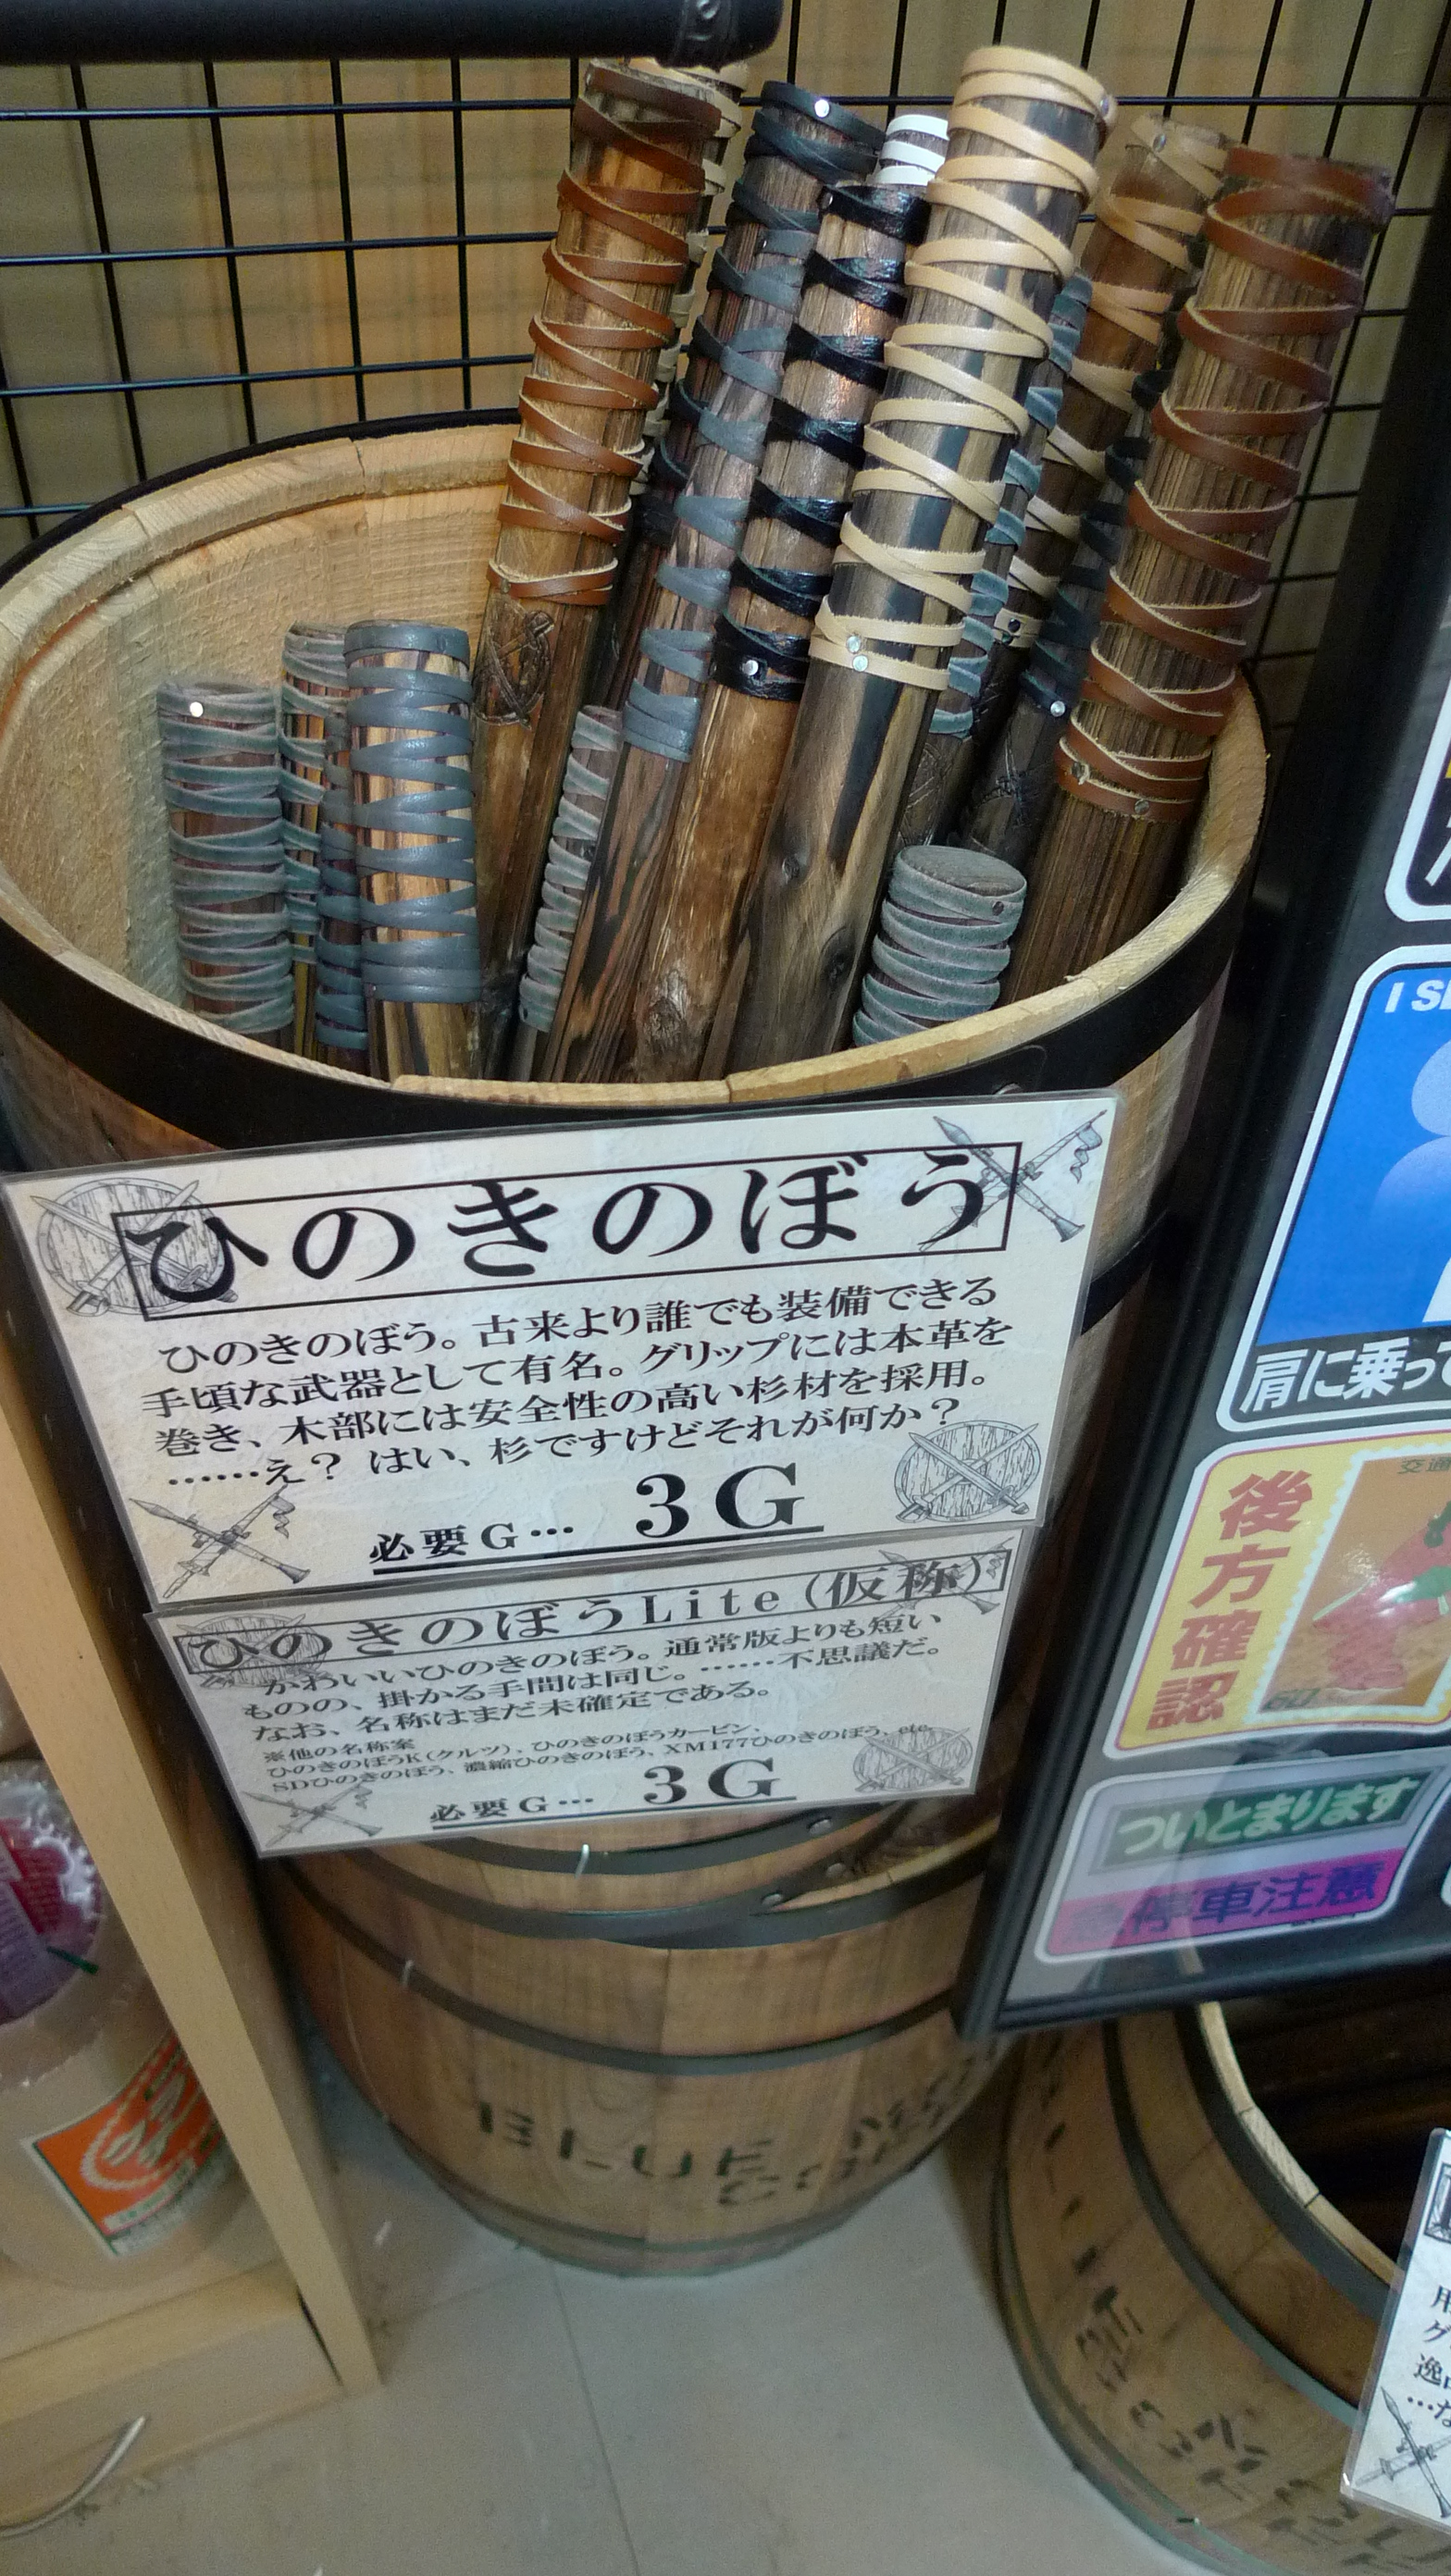 ひのきのぼう
ひのきのぼう。古来より誰でも装備できる
手頃な武器として有名。グリップには本革を
巻き、木部には安全性の高い杉材を採用。
……え？ はい、杉ですけどそれが何か？
必要G… 3G
ひのきのぼうLite(仮称)
かわいいひのきのぼう。通常版よりも短い
ものの、掛かる手間は同じ。……不思議だ。
なお、名称はまだ未確定である。
※他の名称案
ひのきのぼうK(クルツ)、ひのきのぼうカービン、
SDひのきのぼう、濃縮ひのきのぼう、XM177ひのきのぼう、etc
必要G… 3G
肩に乗って
後方確認
ついとまります
急停車注意
BLUE